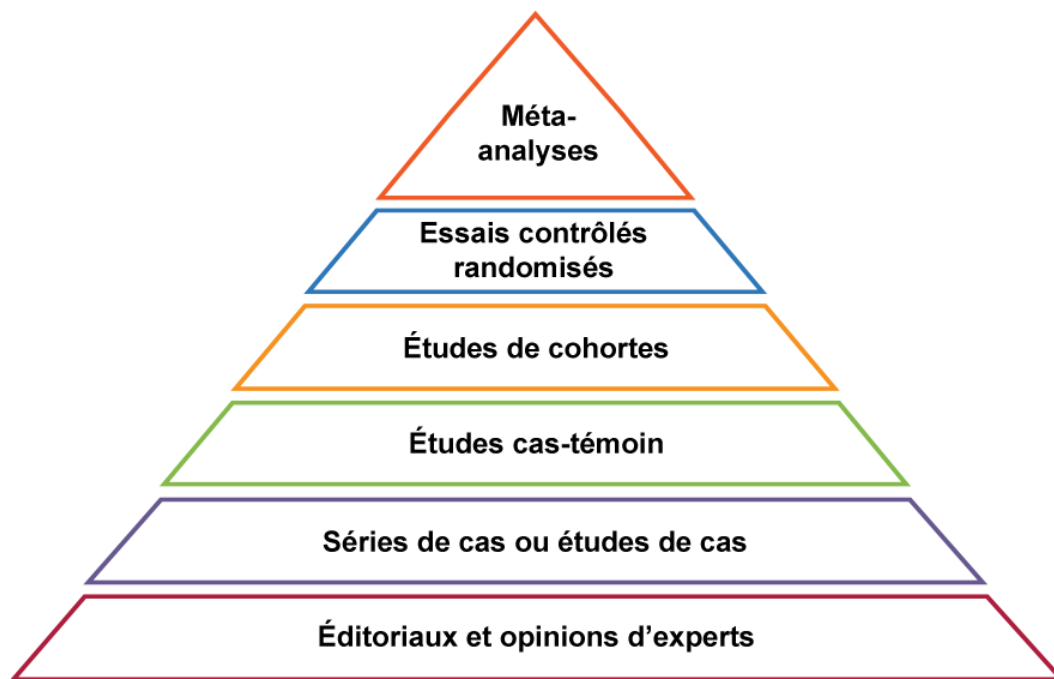 Méta-
analyses
Essais contrôlés
randomisés
Études de cohortes
Études cas-témoin
Séries de cas ou études de cas
Éditoriaux et opinions d’experts